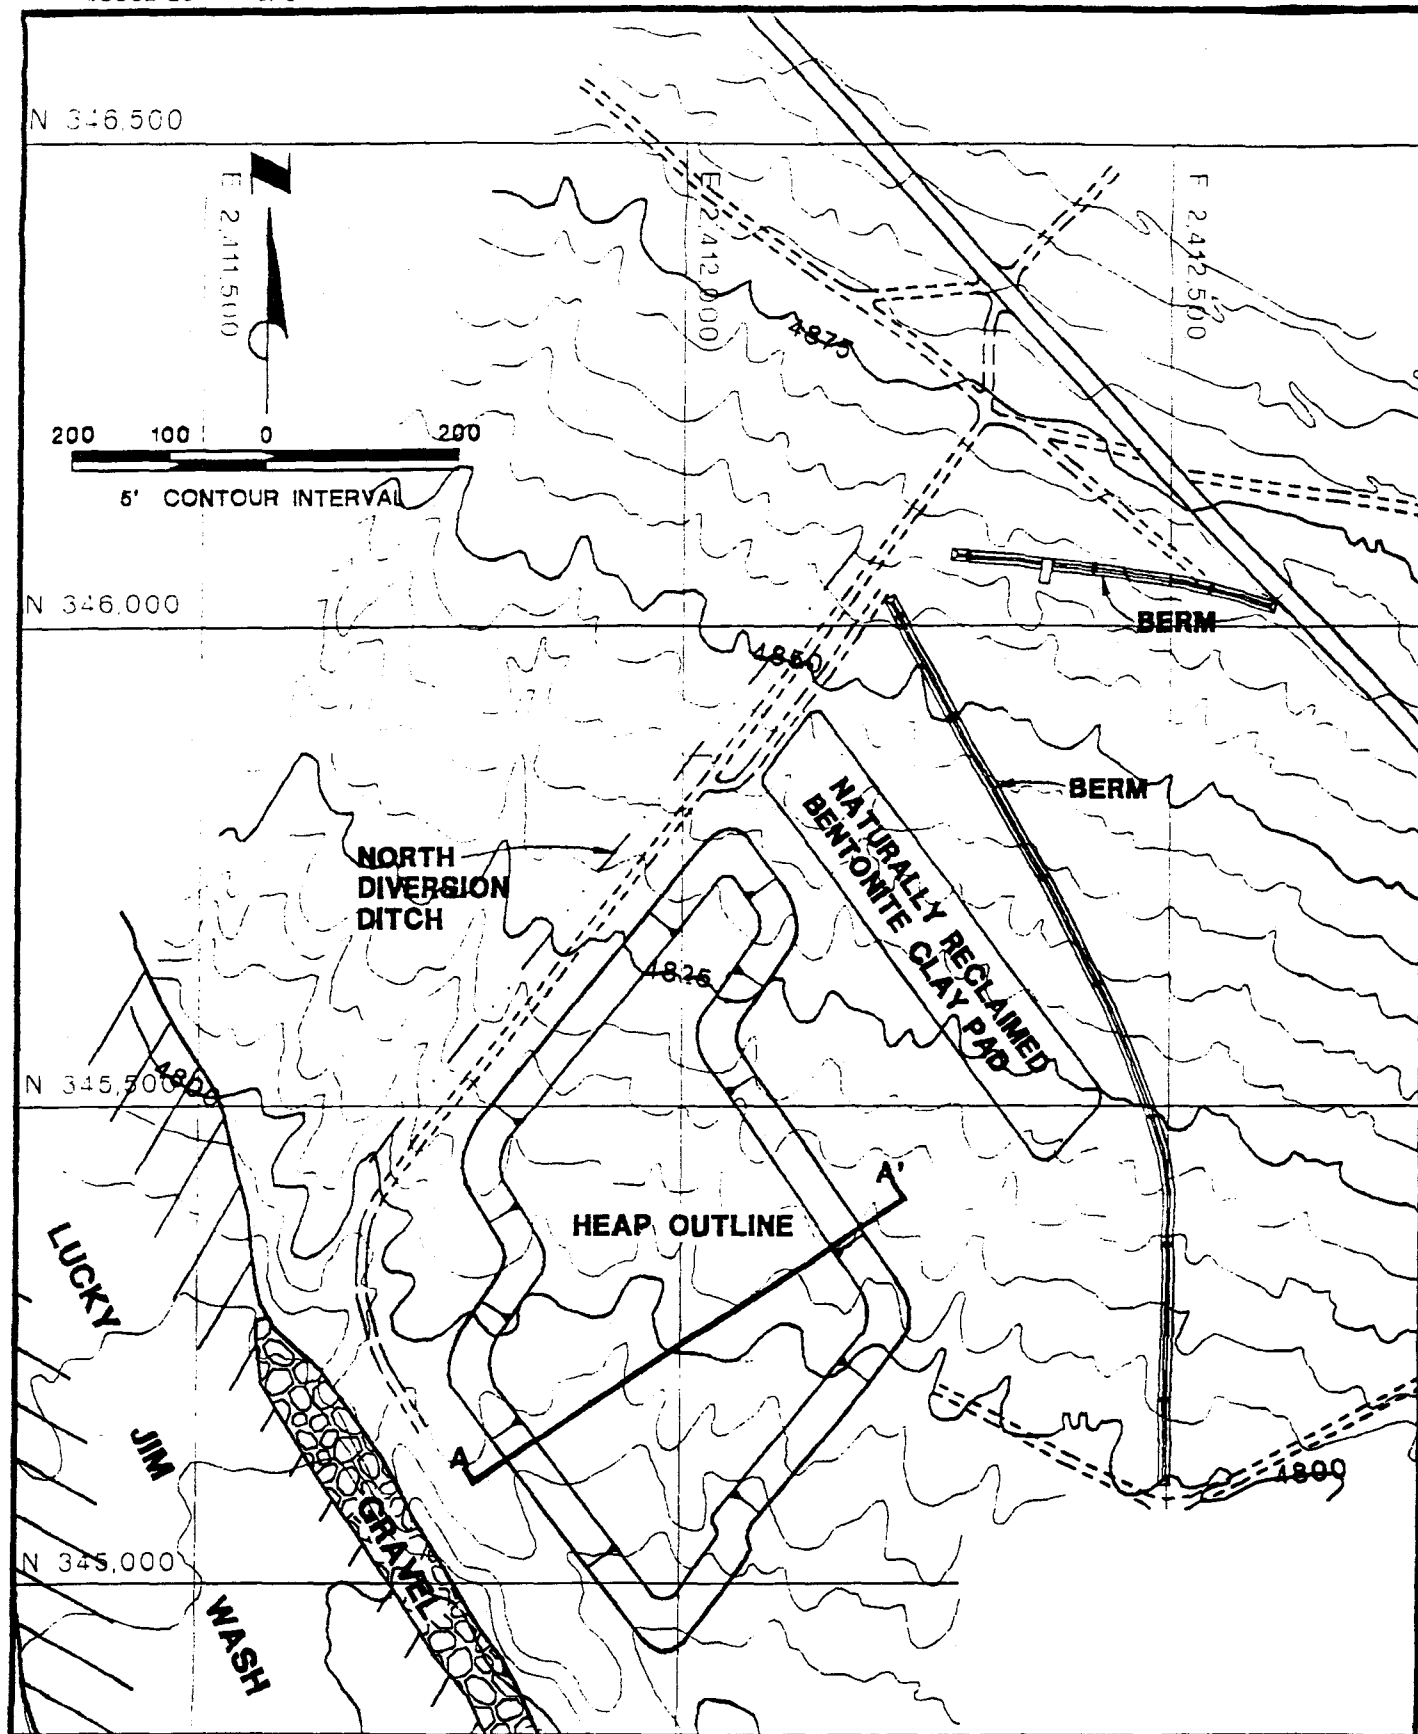 N 346,500
E 2,411,500
E 2,412,000
E 2,412,500
4875
200 100 0 200
5' CONTOUR INTERVAL
N 346,000
BERM
4850
BERM
NATURALLY RECLAIMED
BENTONITE CLAY PAD
NORTH
DIVERSION
DITCH
4825
N 345,500
4800
A'
HEAP OUTLINE
LUCKY
JIM
WASH
A
GRAVEL
4800
N 345,000